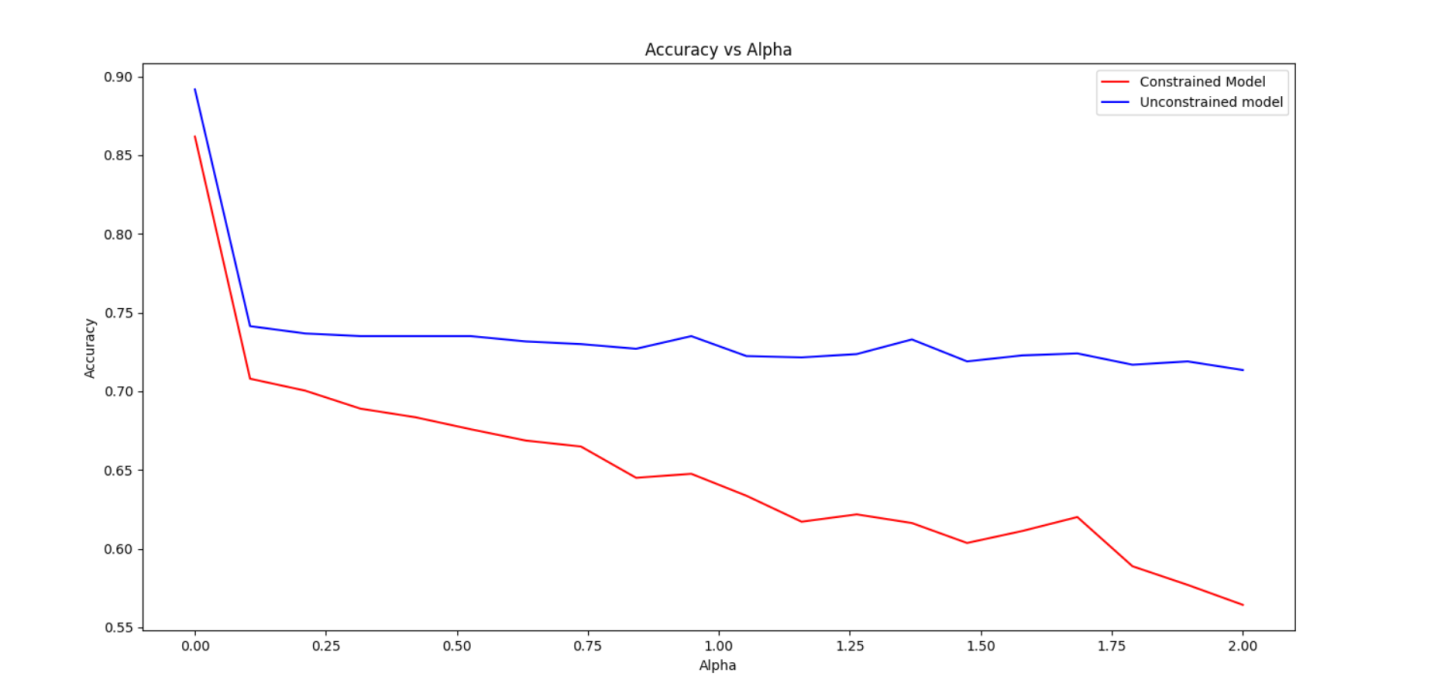 Accuracy vs Alpha
Constrained Model
Unconstrained model
0.90
0.85
0.80
0.75
0.70
0.65
0.60
0.55
Accuracy
0.00 0.25 0.50 0.75 1.00 1.25 1.50 1.75 2.00
Alpha